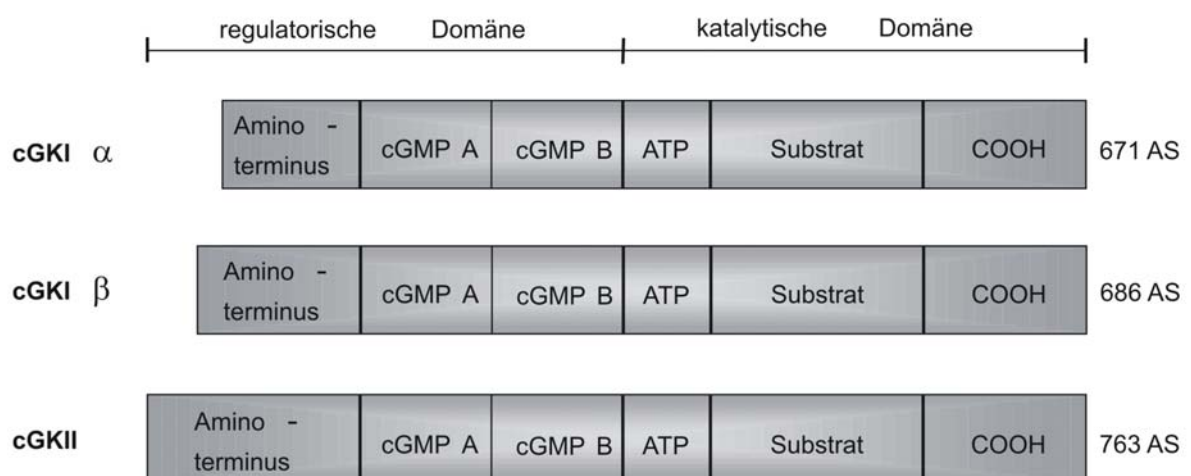 regulatorische Domäne katalytische Domäne
cGKI α Amino - terminus cGMP A cGMP B ATP Substrat COOH 671 AS
cGKI β Amino - terminus cGMP A cGMP B ATP Substrat COOH 686 AS
cGKII Amino - terminus cGMP A cGMP B ATP Substrat COOH 763 AS